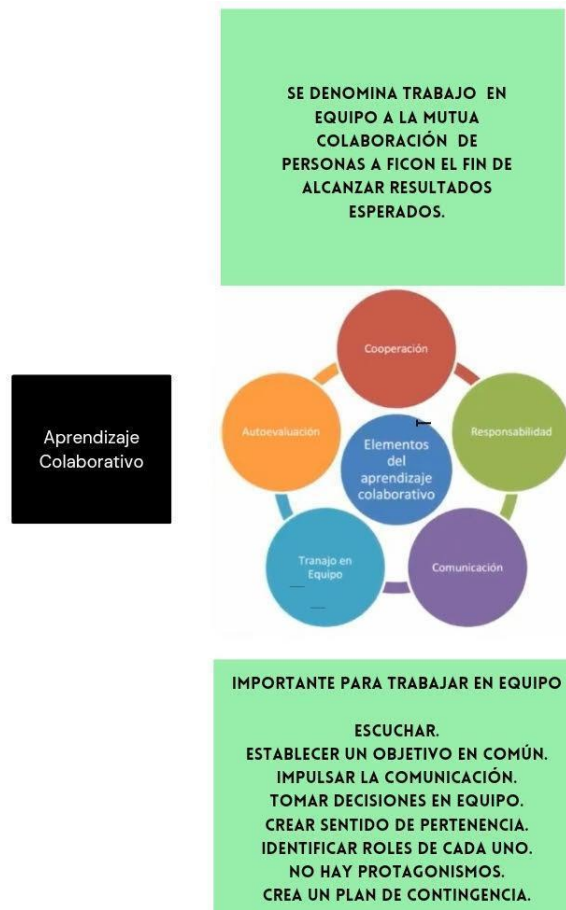 SE DENOMINA TRABAJO EN
EQUIPO A LA MUTUA
COLABORACIÓN DE
PERSONAS A FICON EL FIN DE
ALCANZAR RESULTADOS
ESPERADOS.
Aprendizaje
Colaborativo
Cooperación
Autoevaluación
Responsabilidad
Elementos
del
aprendizaje
colaborativo
Tranajo en
Equipo
Comunicación
IMPORTANTE PARA TRABAJAR EN EQUIPO
ESCUCHAR.
ESTABLECER UN OBJETIVO EN COMÚN.
IMPULSAR LA COMUNICACIÓN.
TOMAR DECISIONES EN EQUIPO.
CREAR SENTIDO DE PERTENENCIA.
IDENTIFICAR ROLES DE CADA UNO.
NO HAY PROTAGONISMOS.
CREA UN PLAN DE CONTINGENCIA.